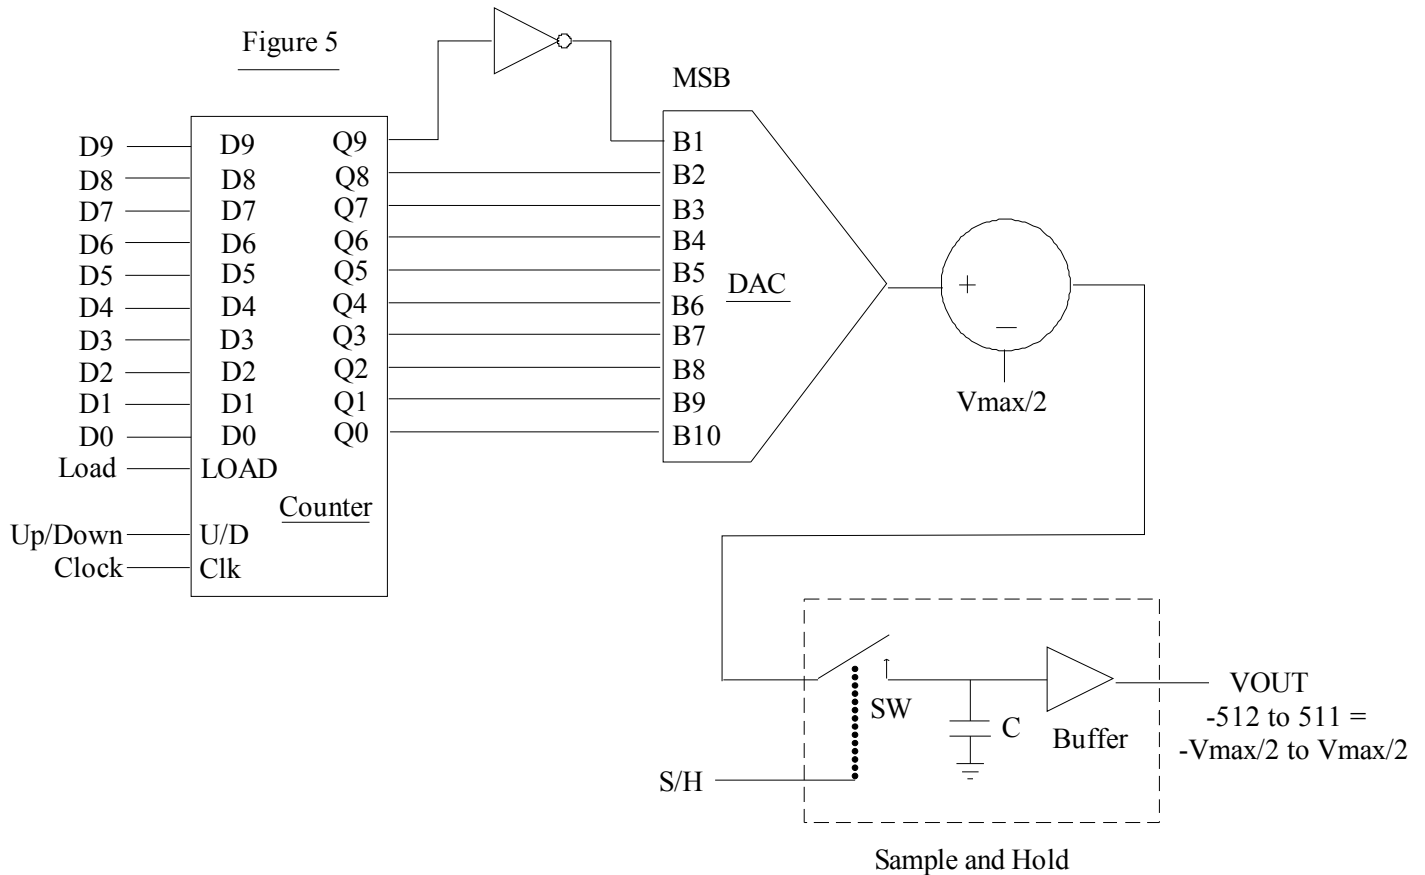 Figure 5
MSB
D9 D9 Q9 B1
D8 D8 Q8 B2
D7 D7 Q7 B3
D6 D6 Q6 B4
D5 D5 Q5 B5
DAC
D4 D4 Q4 B6
D3 D3 Q3 B7
D2 D2 Q2 B8
D1 D1 Q1 B9
D0 D0 Q0 B10
+
−
Vmax/2
Load LOAD
Counter
Up/Down U/D
Clock Clk
SW
C
Buffer
VOUT
-512 to 511 =
-Vmax/2 to Vmax/2
S/H
Sample and Hold